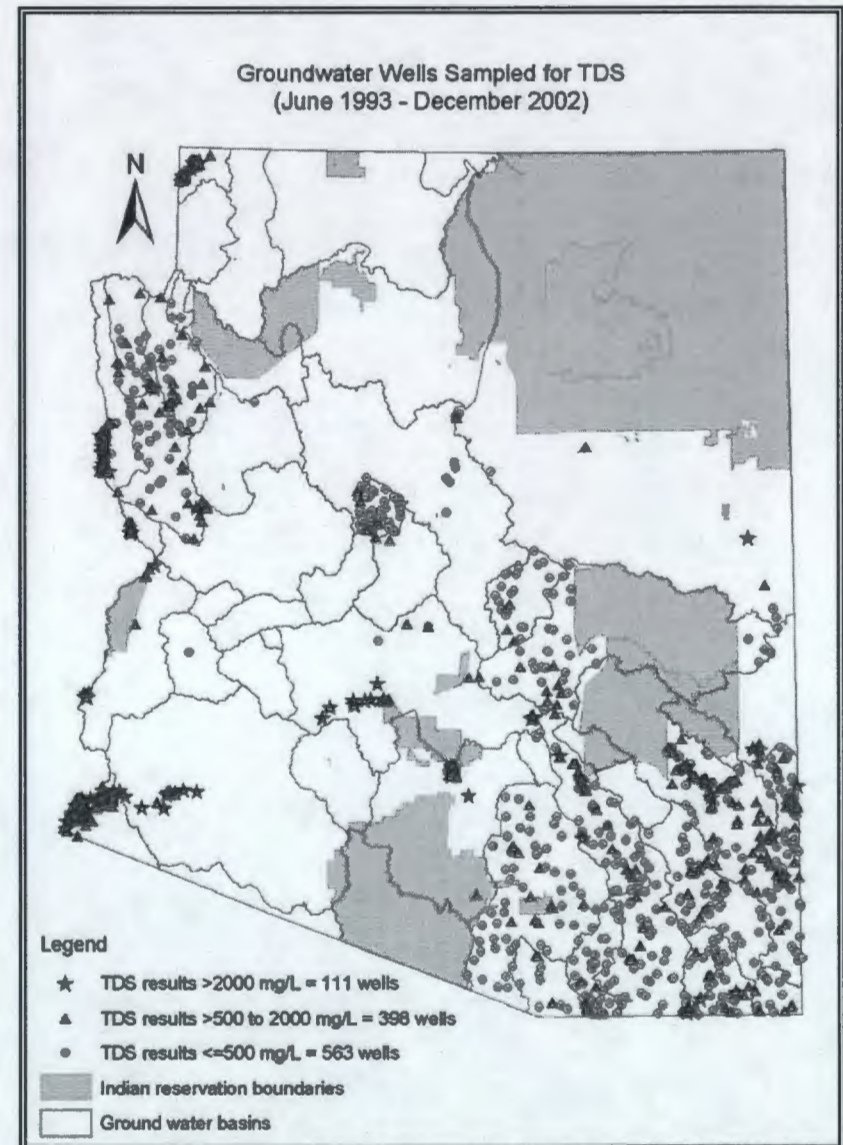 Groundwater Wells Sampled for TDS
(June 1993 - December 2002)
N
Legend
TDS results >2000 mg/L = 111 wells
TDS results >500 to 2000 mg/L = 398 wells
TDS results <=500 mg/L = 563 wells
Indian reservation boundaries
Ground water basins